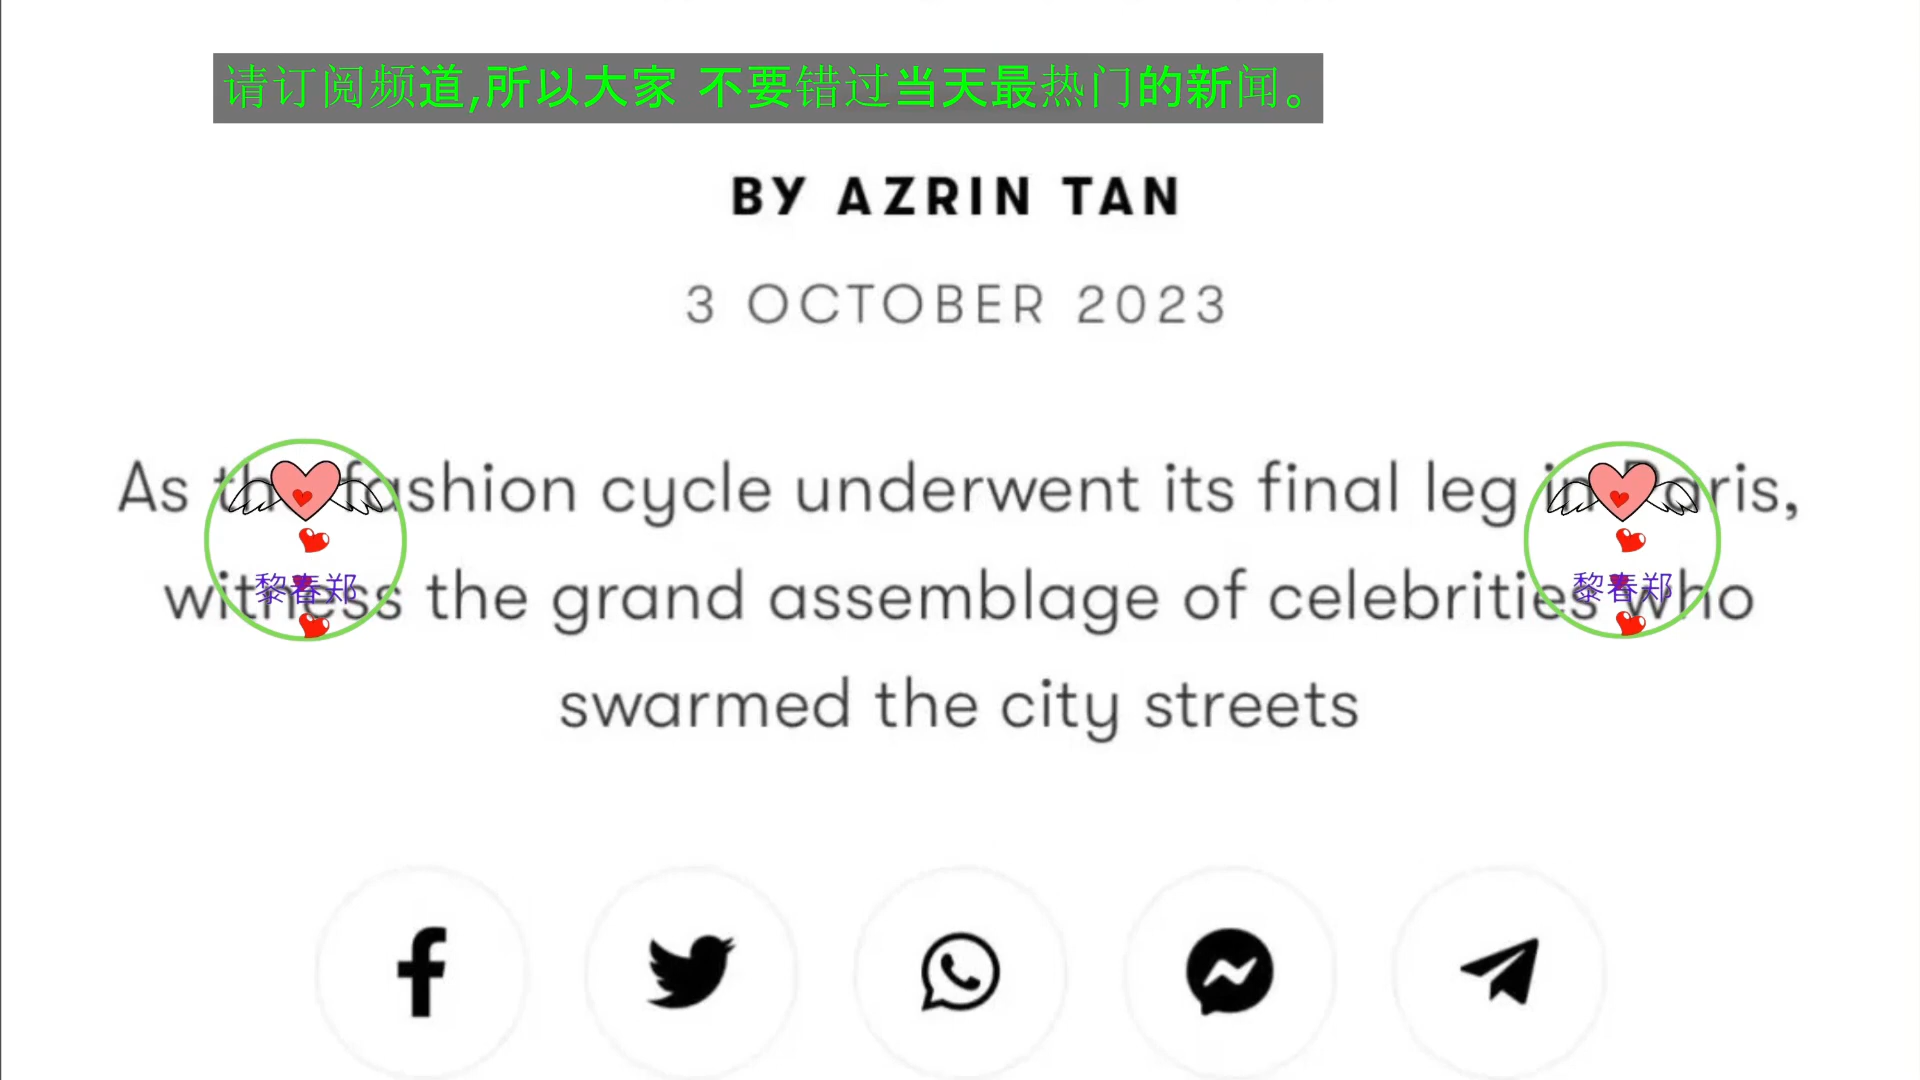 请订阅频道,所以大家 不要错过当天最热门的新闻。
BY AZRIN TAN
3 OCTOBER 2023
As the fashion cycle underwent its final leg in Paris,
witness the grand assemblage of celebrities who
swarmed the city streets
黎春郑
黎春郑